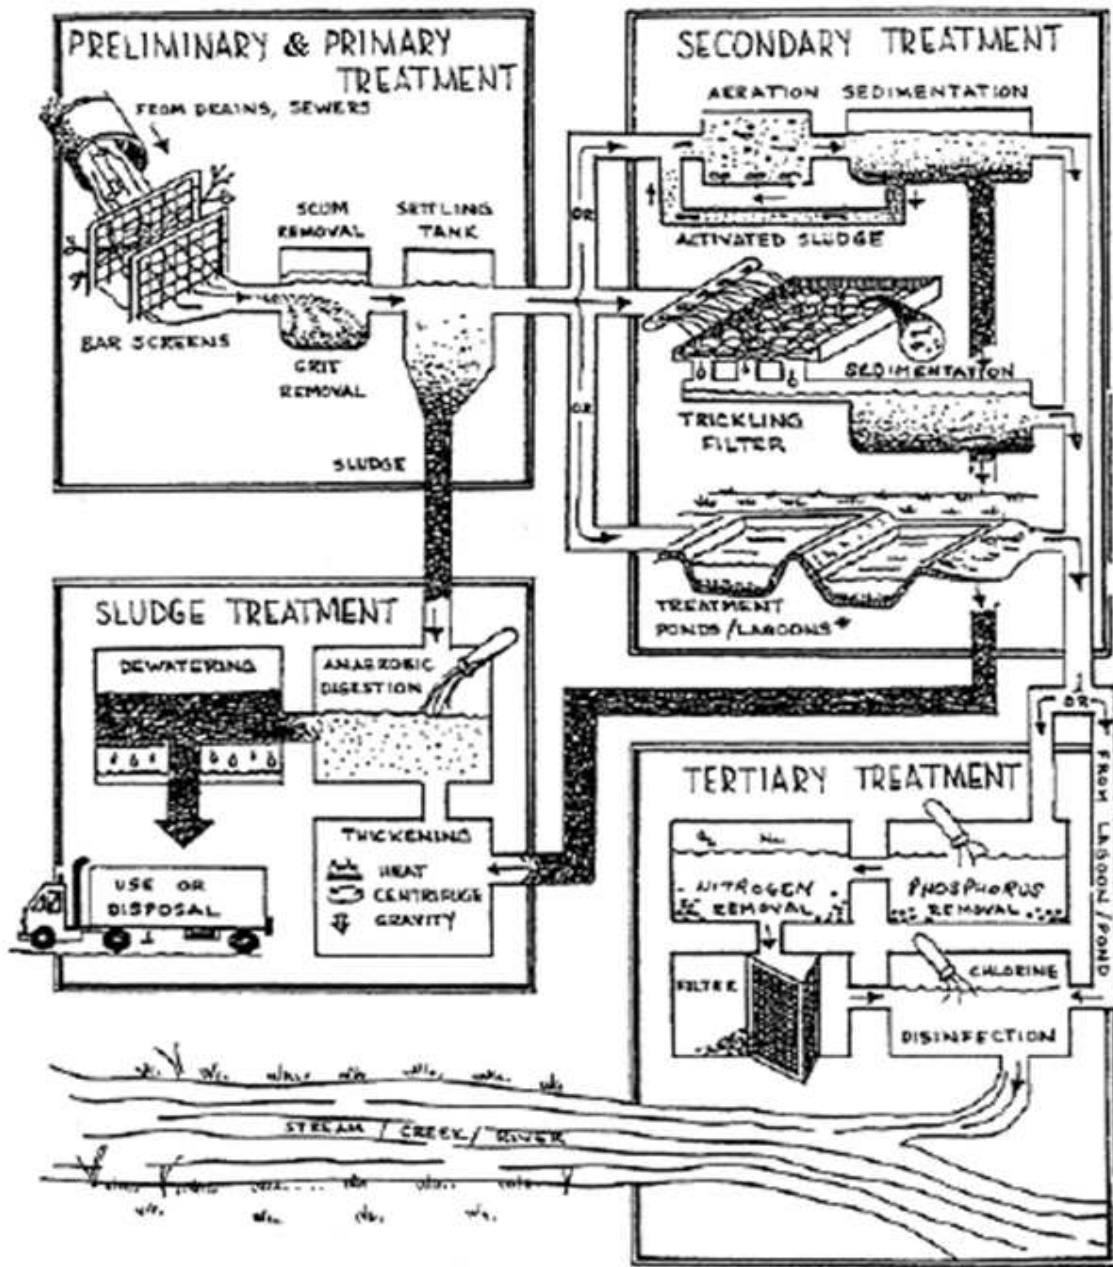 PRELIMINARY & PRIMARY
TREATMENT
FROM DRAINS, SEWERS
SCUM
REMOVAL
SETTLING
TANK
BAR SCREENS
GRIT
REMOVAL
SLUDGE
SECONDARY TREATMENT
AERATION
SEDIMENTATION
OR
ACTIVATED SLUDGE
SEDIMENTATION
OR
TRICKLING
FILTER
TREATMENT
PONDS/LAGOONS*
SLUDGE TREATMENT
DEWATERING
ANAEROBIC
DIGESTION
THICKENING
HEAT
CENTRIFUGE
GRAVITY
USE OR
DISPOSAL
OR
FROM LAGOON/POND
TERTIARY TREATMENT
NITROGEN
REMOVAL
PHOSPHORUS
REMOVAL
FILTER
CHLORINE
DISINFECTION
STREAM / CREEK / RIVER